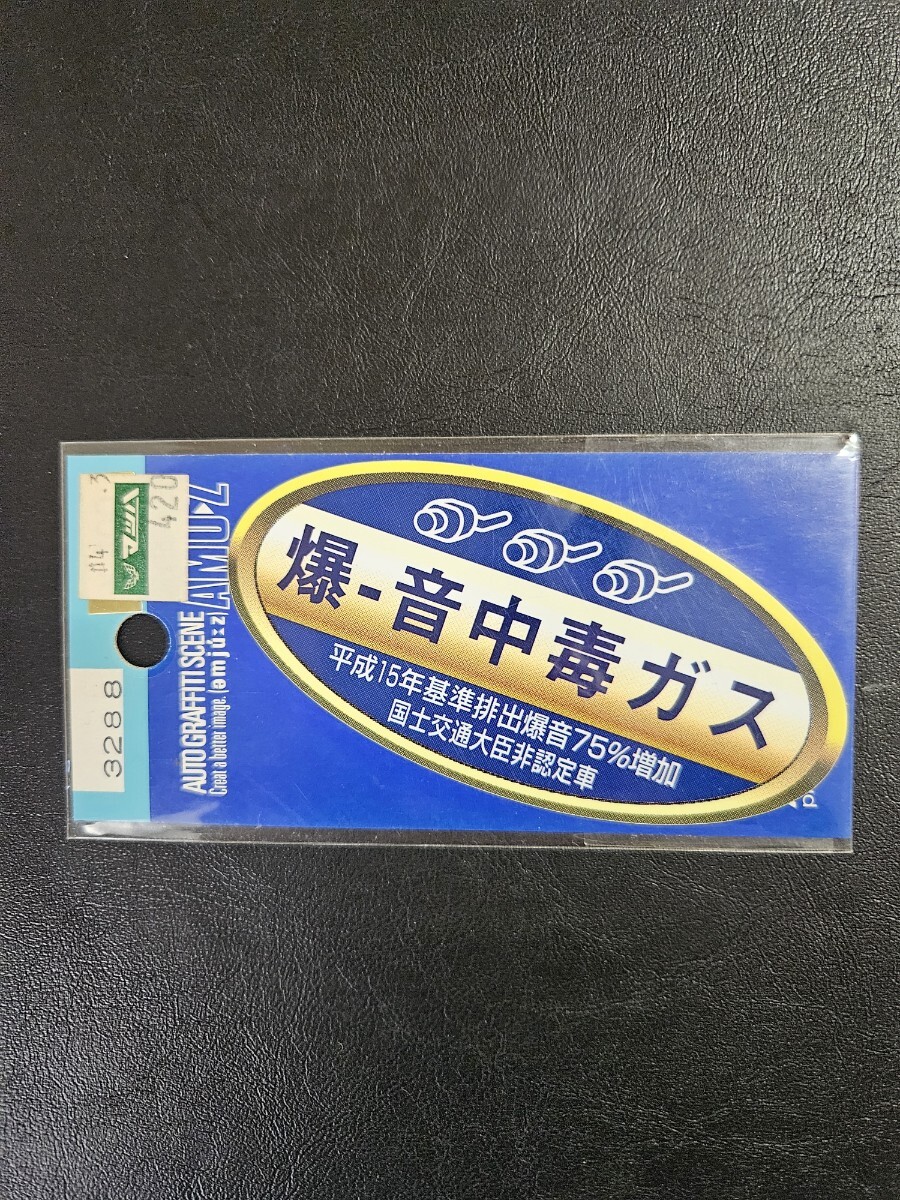 爆-音中毒ガス
平成15年基準排出爆音75%増加
国土交通大臣非認定車
AUTO GRAFFITI SCENE
Creat a better image.
AMU▸Z
3288
420